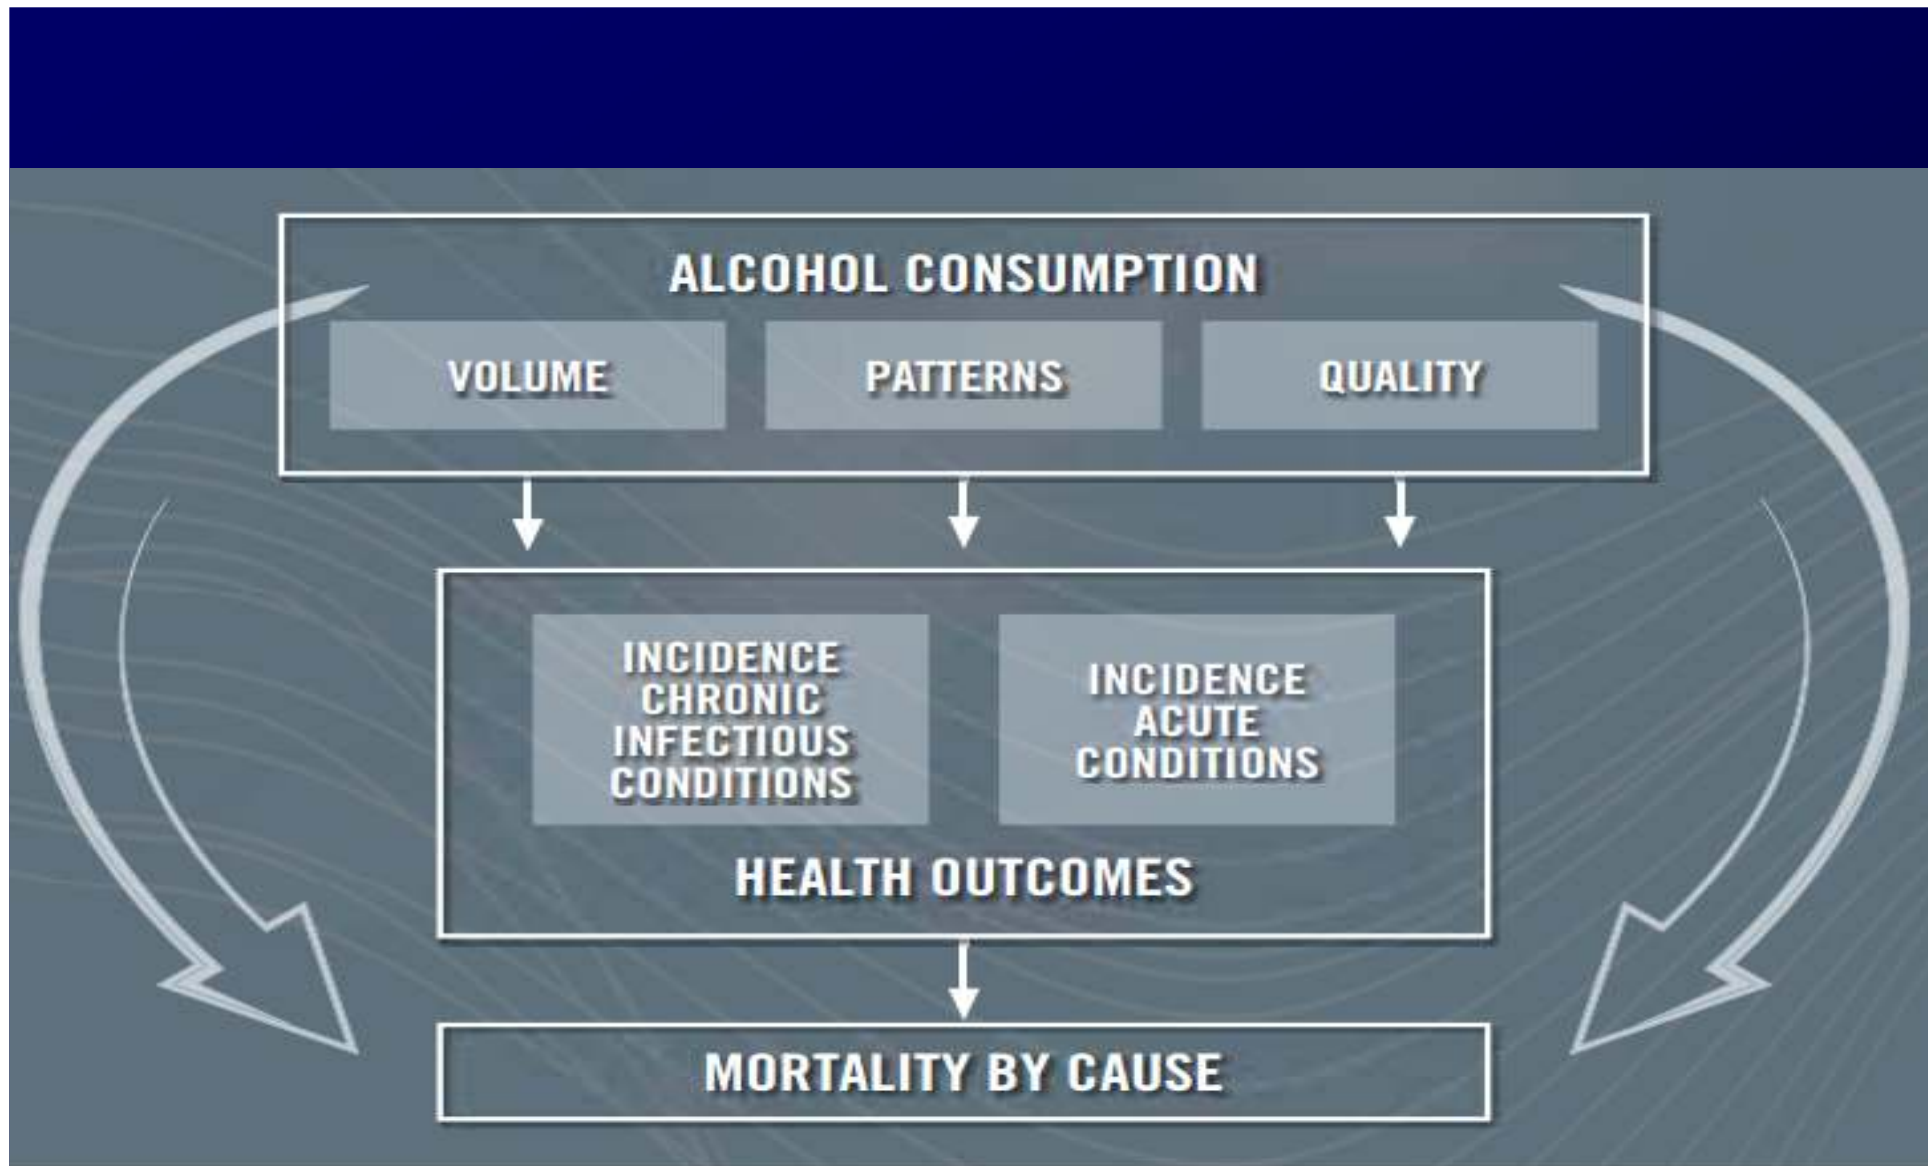 ALCOHOL CONSUMPTION
VOLUME
PATTERNS
QUALITY
INCIDENCE
CHRONIC
INFECTIOUS
CONDITIONS
INCIDENCE
ACUTE
CONDITIONS
HEALTH OUTCOMES
MORTALITY BY CAUSE